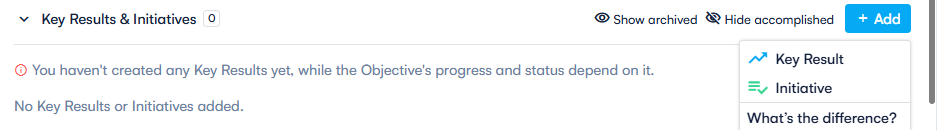 Key Results & Initiatives 0 Show archived Hide accomplished + Add
You haven't created any Key Results yet, while the Objective's progress and status depend on it.
No Key Results or Initiatives added.
Key Result
Initiative
What's the difference?